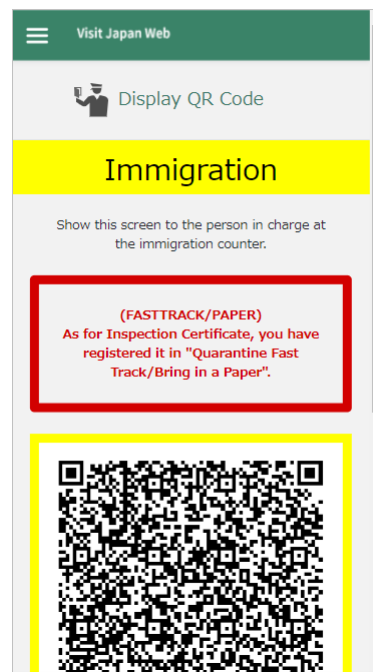 Visit Japan Web
Display QR Code
Immigration
Show this screen to the person in charge at
the immigration counter.
(FASTTRACK/PAPER)
As for Inspection Certificate, you have
registered it in "Quarantine Fast
Track/Bring in a Paper".